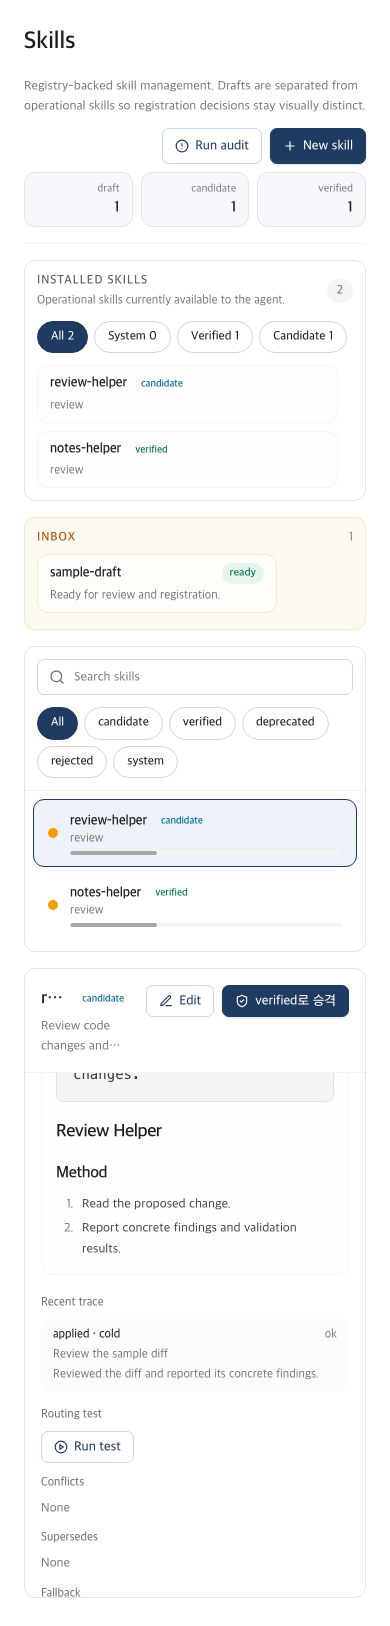 Skills
Registry-backed skill management. Drafts are separated from
operational skills so registration decisions stay visually distinct.
Run audit
New skill
draft
1
candidate
1
verified
1
INSTALLED SKILLS
Operational skills currently available to the agent.
2
All 2
System 0
Verified 1
Candidate 1
review-helper candidate
review
notes-helper verified
review
INBOX
1
sample-draft
ready
Ready for review and registration.
Search skills
All
candidate
verified
deprecated
rejected
system
review-helper candidate
review
notes-helper verified
review
r···
candidate
Edit
verified로 승격
Review code
changes and···
changes.
Review Helper
Method
1. Read the proposed change.
2. Report concrete findings and validation
results.
Recent trace
applied · cold
ok
Review the sample diff
Reviewed the diff and reported its concrete findings.
Routing test
Run test
Conflicts
None
Supersedes
None
Fallback